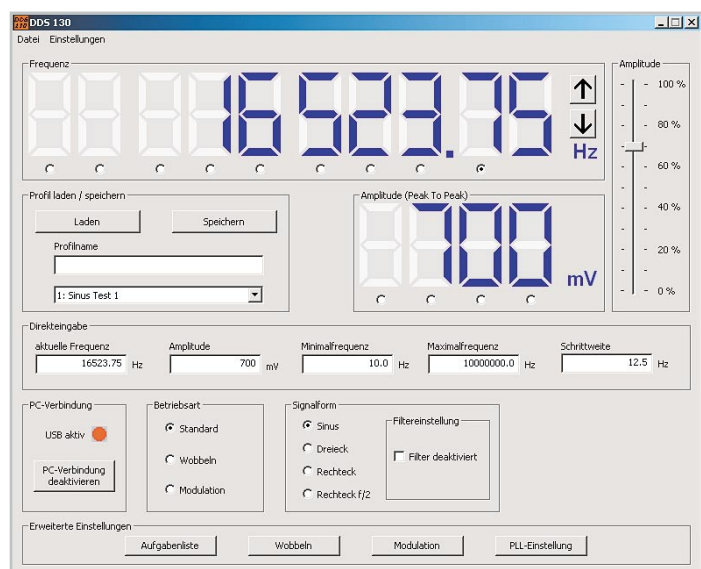 DDS 130
DDS 130
Datei Einstellungen
Frequenz
16523.75
Hz
Amplitude
100 %
80 %
60 %
40 %
20 %
0 %
Profil laden / speichern
Laden
Speichern
Profilname
1: Sinus Test 1
Amplitude (Peak To Peak)
700
mV
Direkteingabe
aktuelle Frequenz
16523.75 Hz
Amplitude
700 mV
Minimalfrequenz
10.0 Hz
Maximalfrequenz
10000000.0 Hz
Schrittweite
12.5 Hz
PC-Verbindung
USB aktiv
PC-Verbindung
deaktivieren
Betriebsart
Standard
Wobbeln
Modulation
Signalform
Sinus
Dreieck
Rechteck
Rechteck f/2
Filtereinstellung
Filter deaktiviert
Erweiterte Einstellungen
Aufgabenliste
Wobbeln
Modulation
PLL-Einstellung